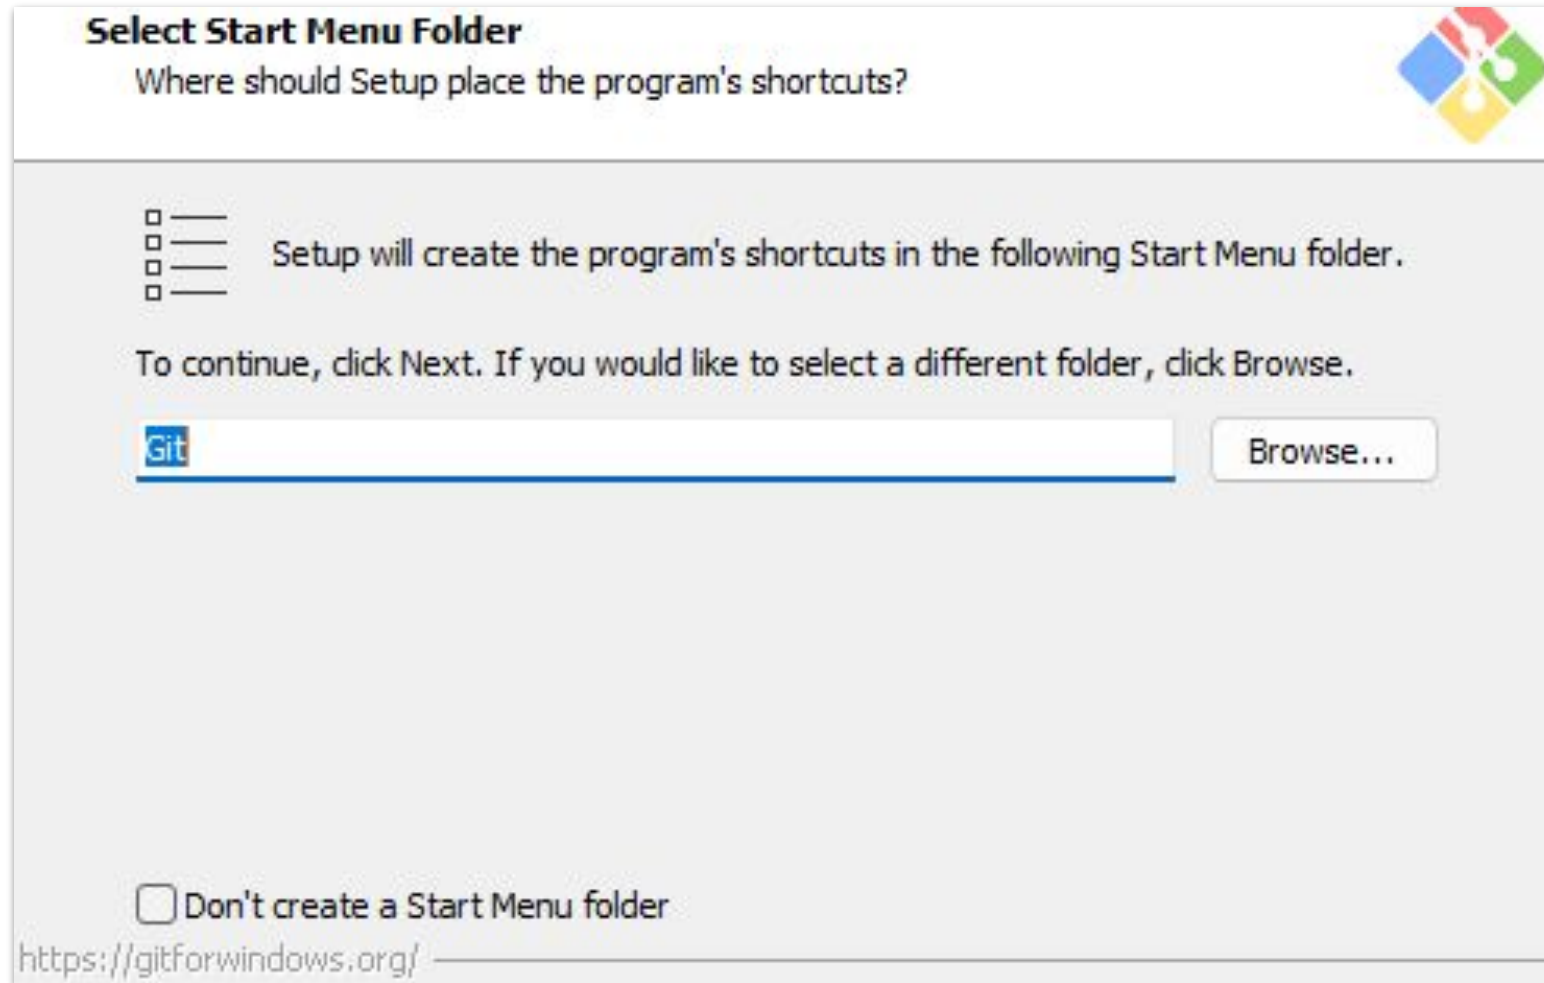 Select Start Menu Folder
Where should Setup place the program's shortcuts?
Setup will create the program's shortcuts in the following Start Menu folder.
To continue, click Next. If you would like to select a different folder, click Browse.
Git
Browse...
Don't create a Start Menu folder
https://gitforwindows.org/